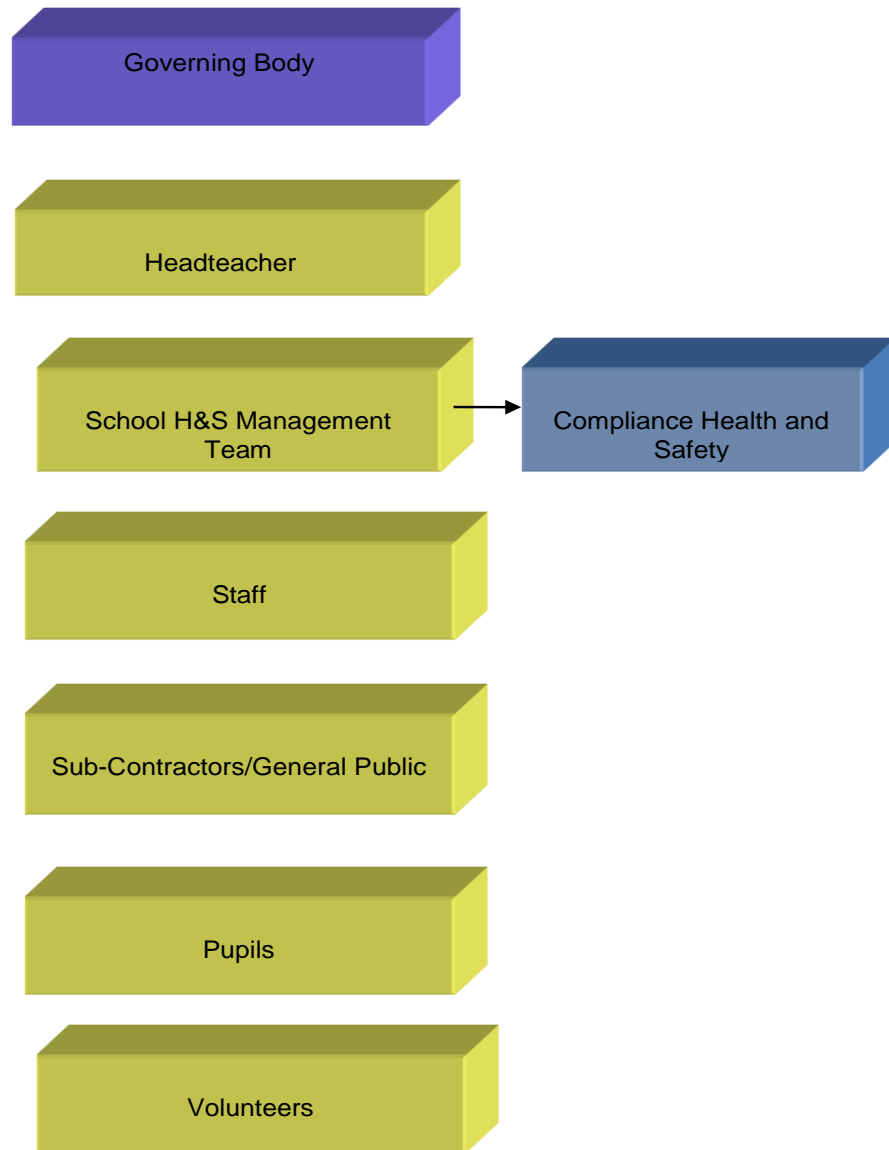 Governing Body
Headteacher
School H&S Management
Team
Compliance Health and
Safety
Staff
Sub-Contractors/General Public
Pupils
Volunteers